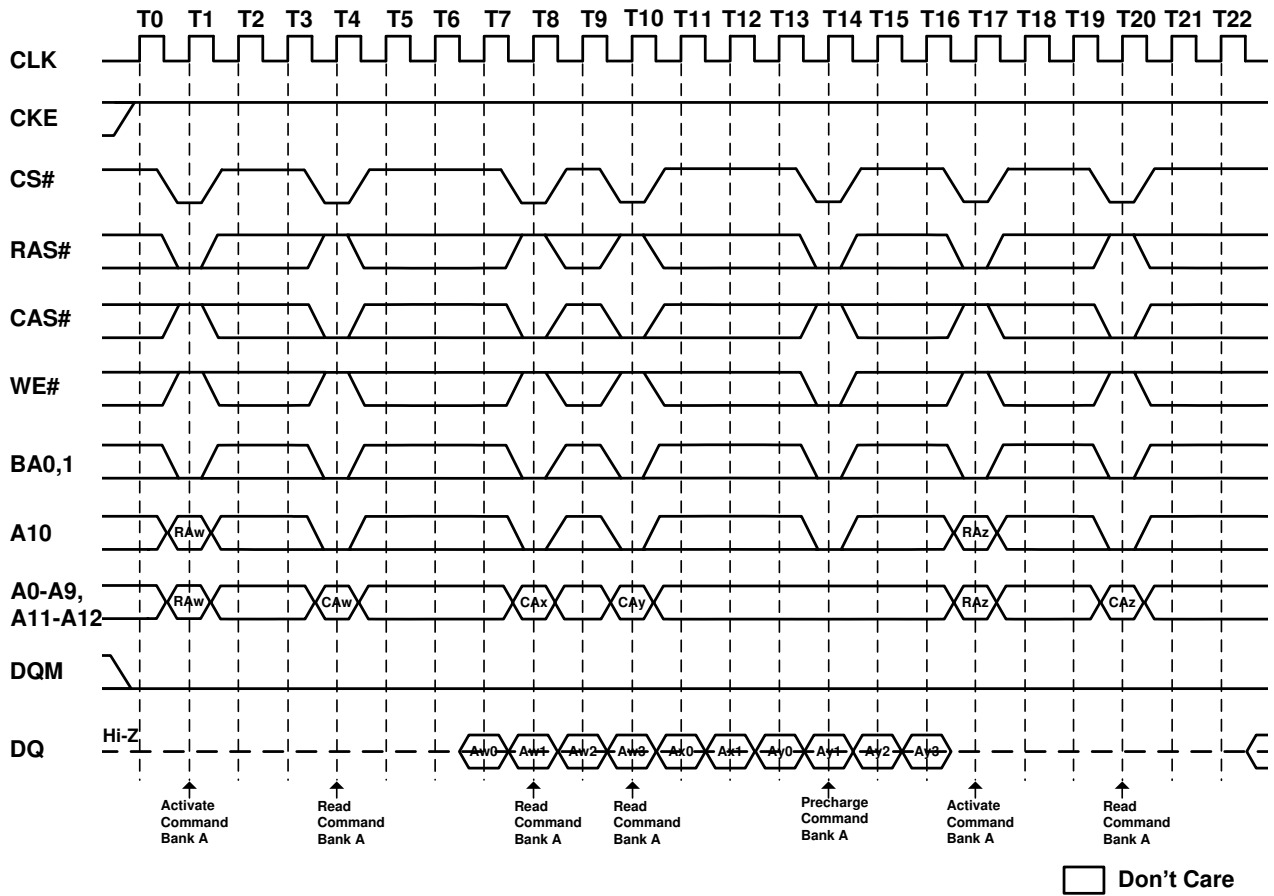 T0 T1 T2 T3 T4 T5 T6 T7 T8 T9 T10 T11 T12 T13 T14 T15 T16 T17 T18 T19 T20 T21 T22
CLK
CKE
CS#
RAS#
CAS#
WE#
BA0,1
A10 RAw RAz
A0-A9,
A11-A12 RAw CAw CAx CAy RAz CAz
DQM
Hi-Z
DQ Aw0 Aw1 Aw2 Aw3 Ax0 Ax1 Ay0 Ay1 Ay2 Ay3
Activate
Command
Bank A
Read
Command
Bank A
Read
Command
Bank A
Read
Command
Bank A
Precharge
Command
Bank A
Activate
Command
Bank A
Read
Command
Bank A
Don't Care